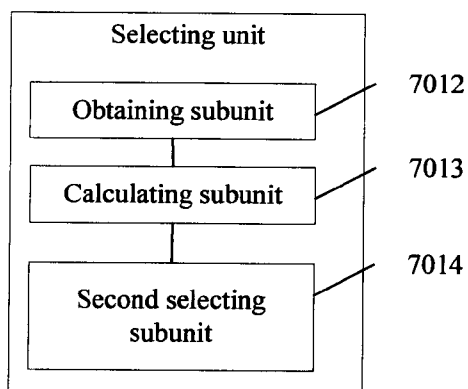 Selecting unit
Obtaining subunit
7012
Calculating subunit
7013
Second selecting
subunit
7014